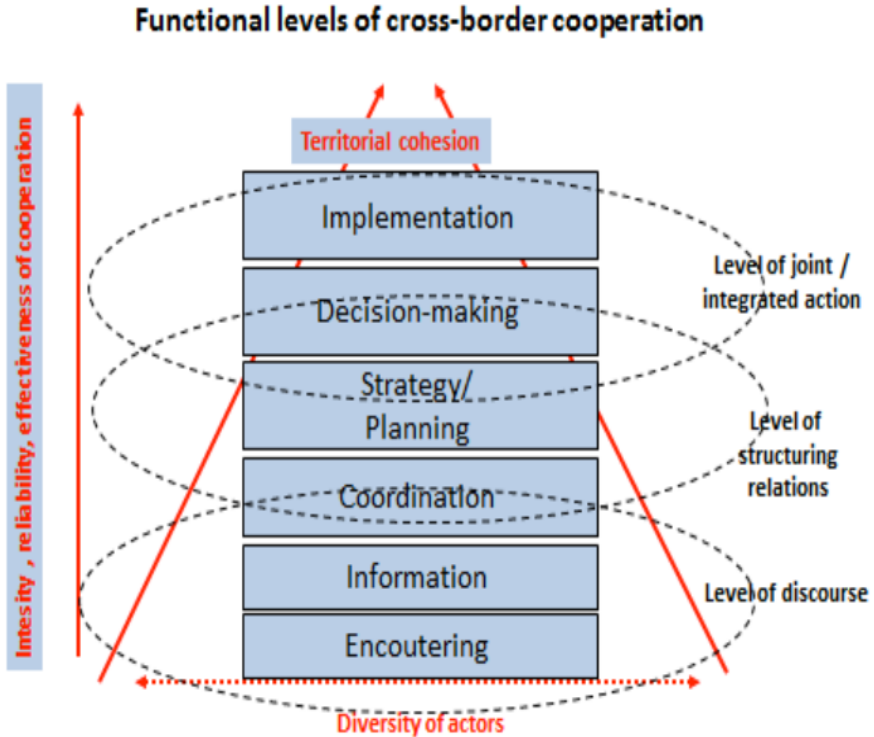 Functional levels of cross-border cooperation
Intesity , reliability, effectiveness of cooperation
Territorial cohesion
Implementation
Level of joint /
integrated action
Decision-making
Strategy/
Planning
Level of
structuring
relations
Coordination
Information
Level of discourse
Encoutering
Diversity of actors